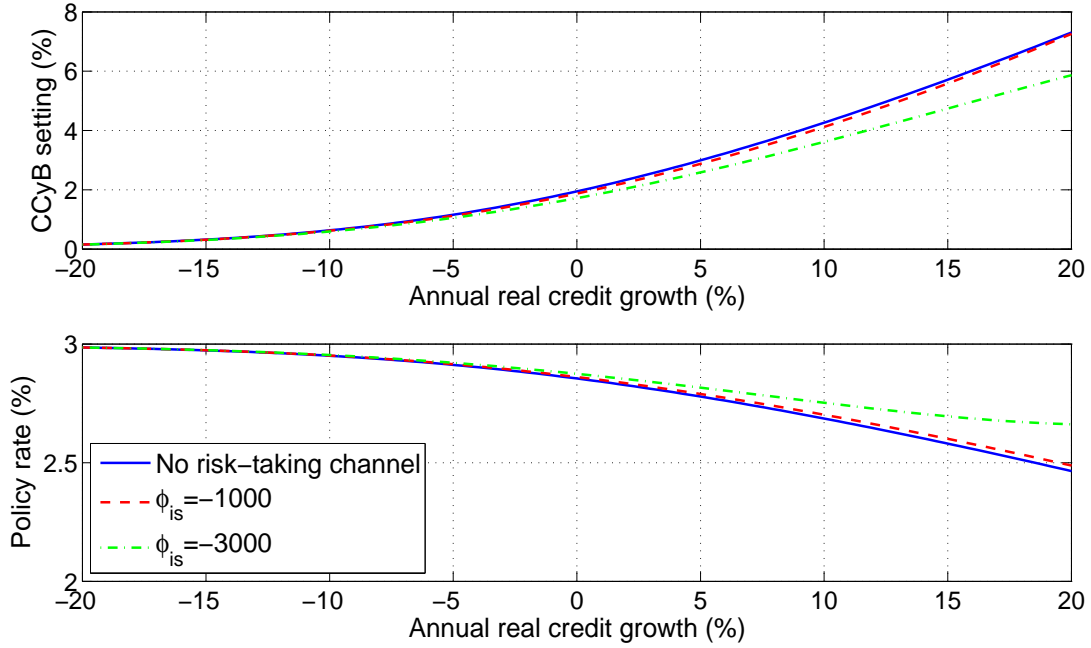 8
6
4
2
0
CCyB setting (%)
−20 −15 −10 −5 0 5 10 15 20
Annual real credit growth (%)
3
2.5
2
Policy rate (%)
No risk−taking channel
ϕis=−1000
ϕis=−3000
−20 −15 −10 −5 0 5 10 15 20
Annual real credit growth (%)